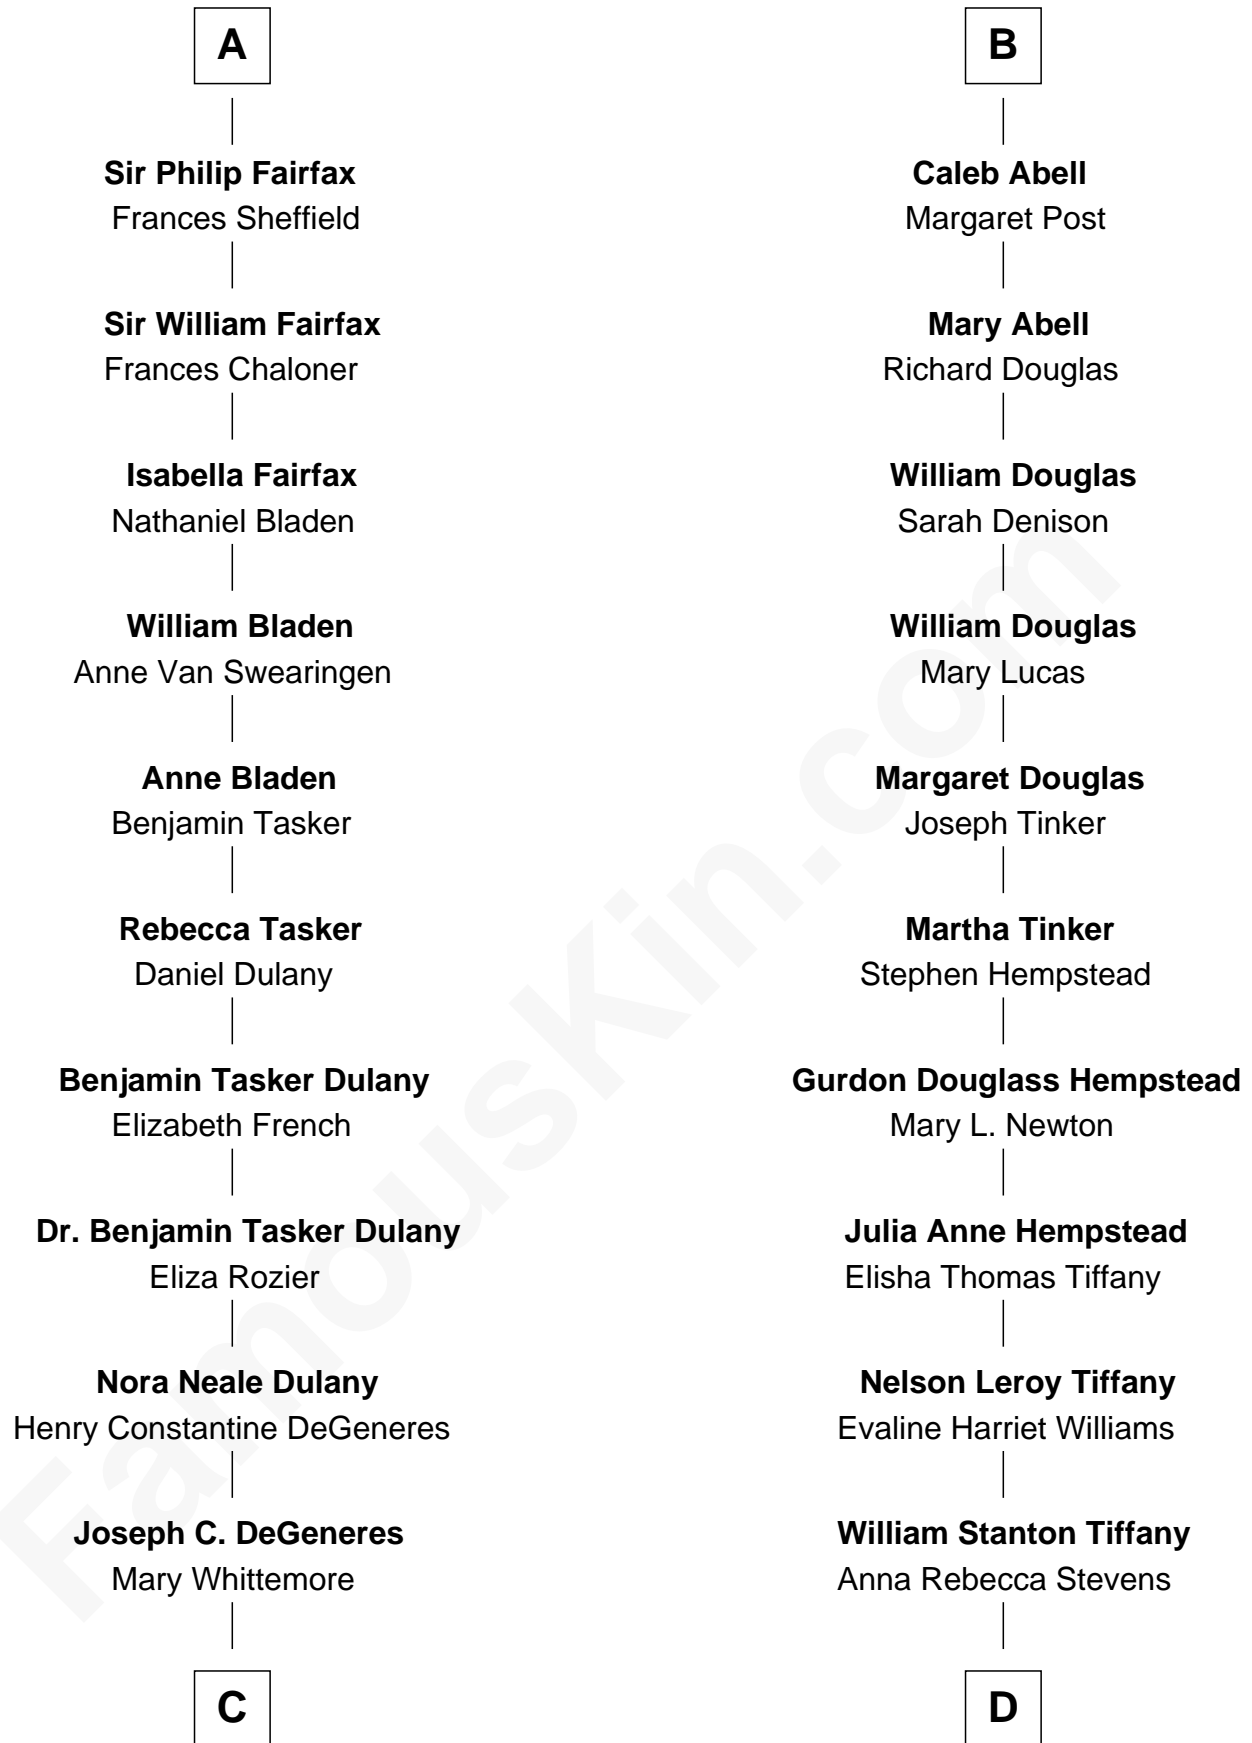 A
Sir Philip Fairfax
Frances Sheffield
Sir William Fairfax
Frances Chaloner
Isabella Fairfax
Nathaniel Bladen
William Bladen
Anne Van Swearingen
Anne Bladen
Benjamin Tasker
Rebecca Tasker
Daniel Dulany
Benjamin Tasker Dulany
Elizabeth French
Dr. Benjamin Tasker Dulany
Eliza Rozier
Nora Neale Dulany
Henry Constantine DeGeneres
Joseph C. DeGeneres
Mary Whittemore
C
B
Caleb Abell
Margaret Post
Mary Abell
Richard Douglas
William Douglas
Sarah Denison
William Douglas
Mary Lucas
Margaret Douglas
Joseph Tinker
Martha Tinker
Stephen Hempstead
Gurdon Douglass Hempstead
Mary L. Newton
Julia Anne Hempstead
Elisha Thomas Tiffany
Nelson Leroy Tiffany
Evaline Harriet Williams
William Stanton Tiffany
Anna Rebecca Stevens
D
FamousKin.com